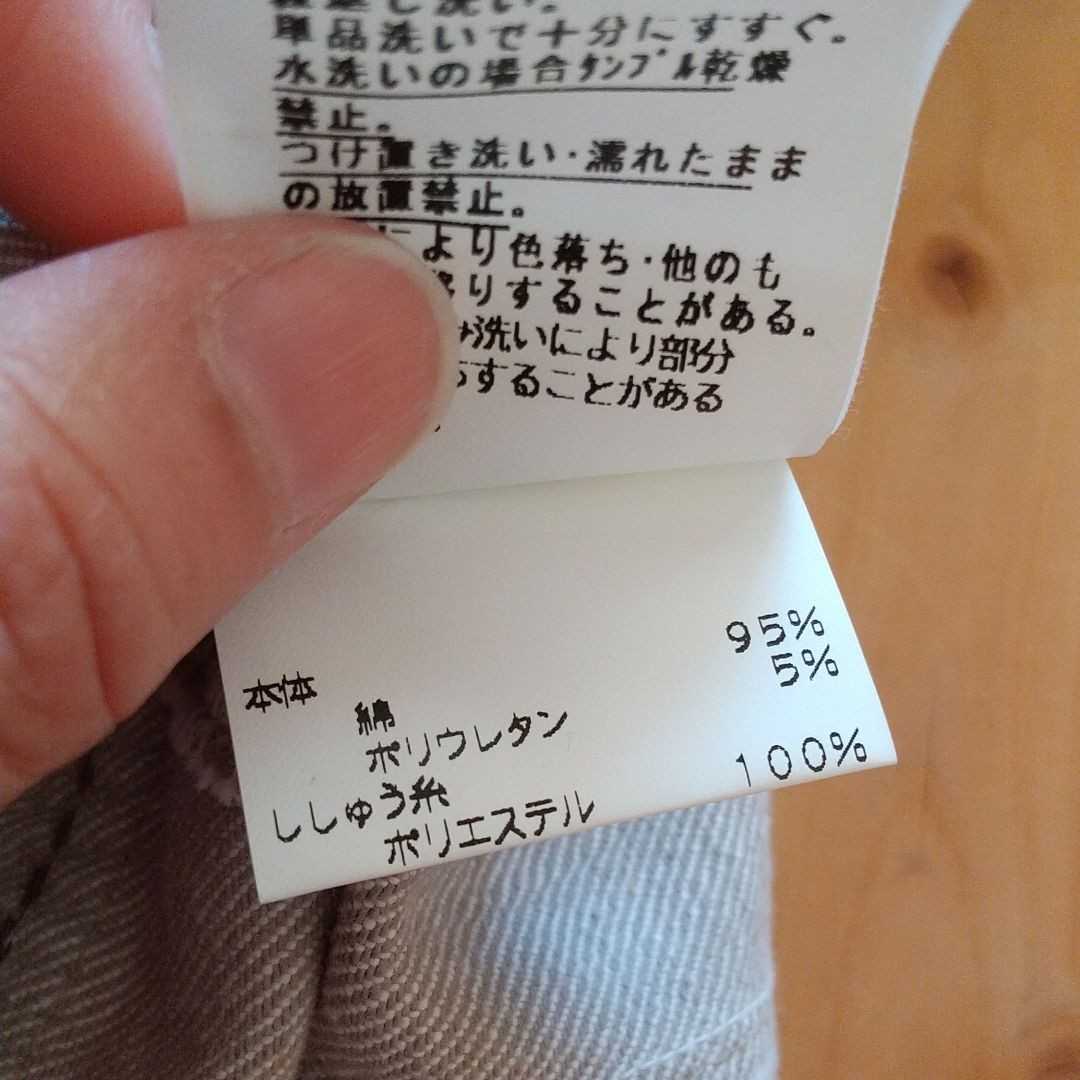 し洗い。
単品洗いで十分にすすぐ。
水洗いの場合タンブル乾燥
禁止。
つけ置き洗い・濡れたまま
の放置禁止。
により色落ち・他のも
りすることがある。
洗いにより部分
することがある
本体
綿 95%
ポリウレタン 5%
ししゅう糸
ポリエステル 100%